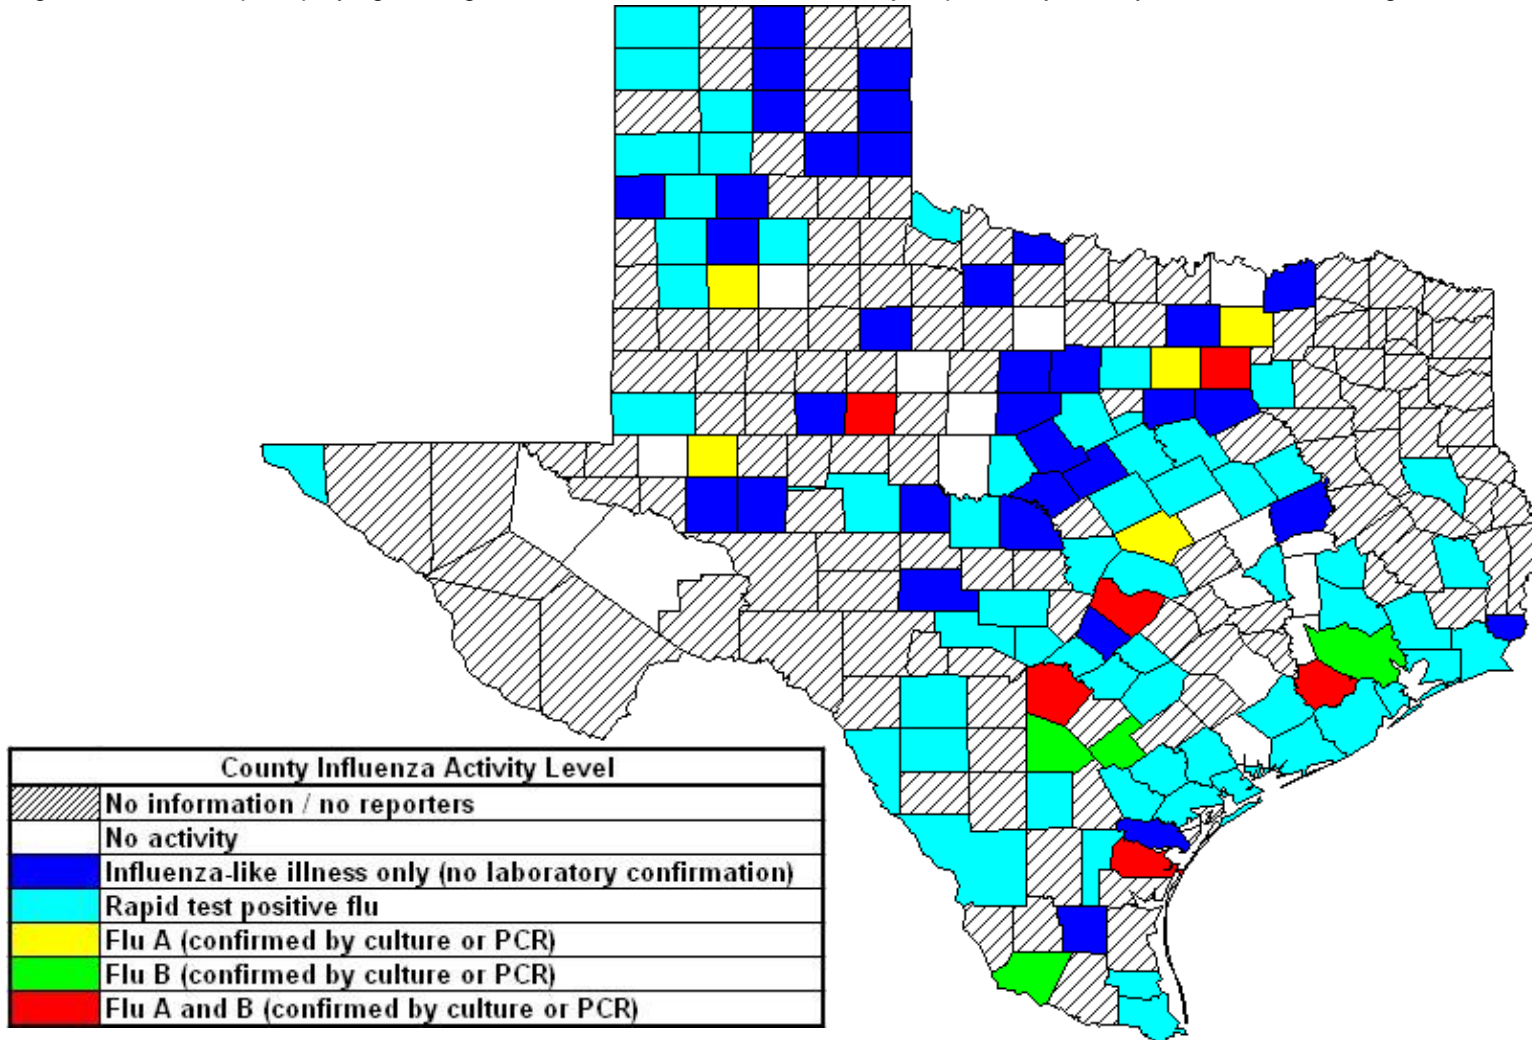 County Influenza Activity Level
No information / no reporters
No activity
Influenza-like illness only (no laboratory confirmation)
Rapid test positive flu
Flu A (confirmed by culture or PCR)
Flu B (confirmed by culture or PCR)
Flu A and B (confirmed by culture or PCR)